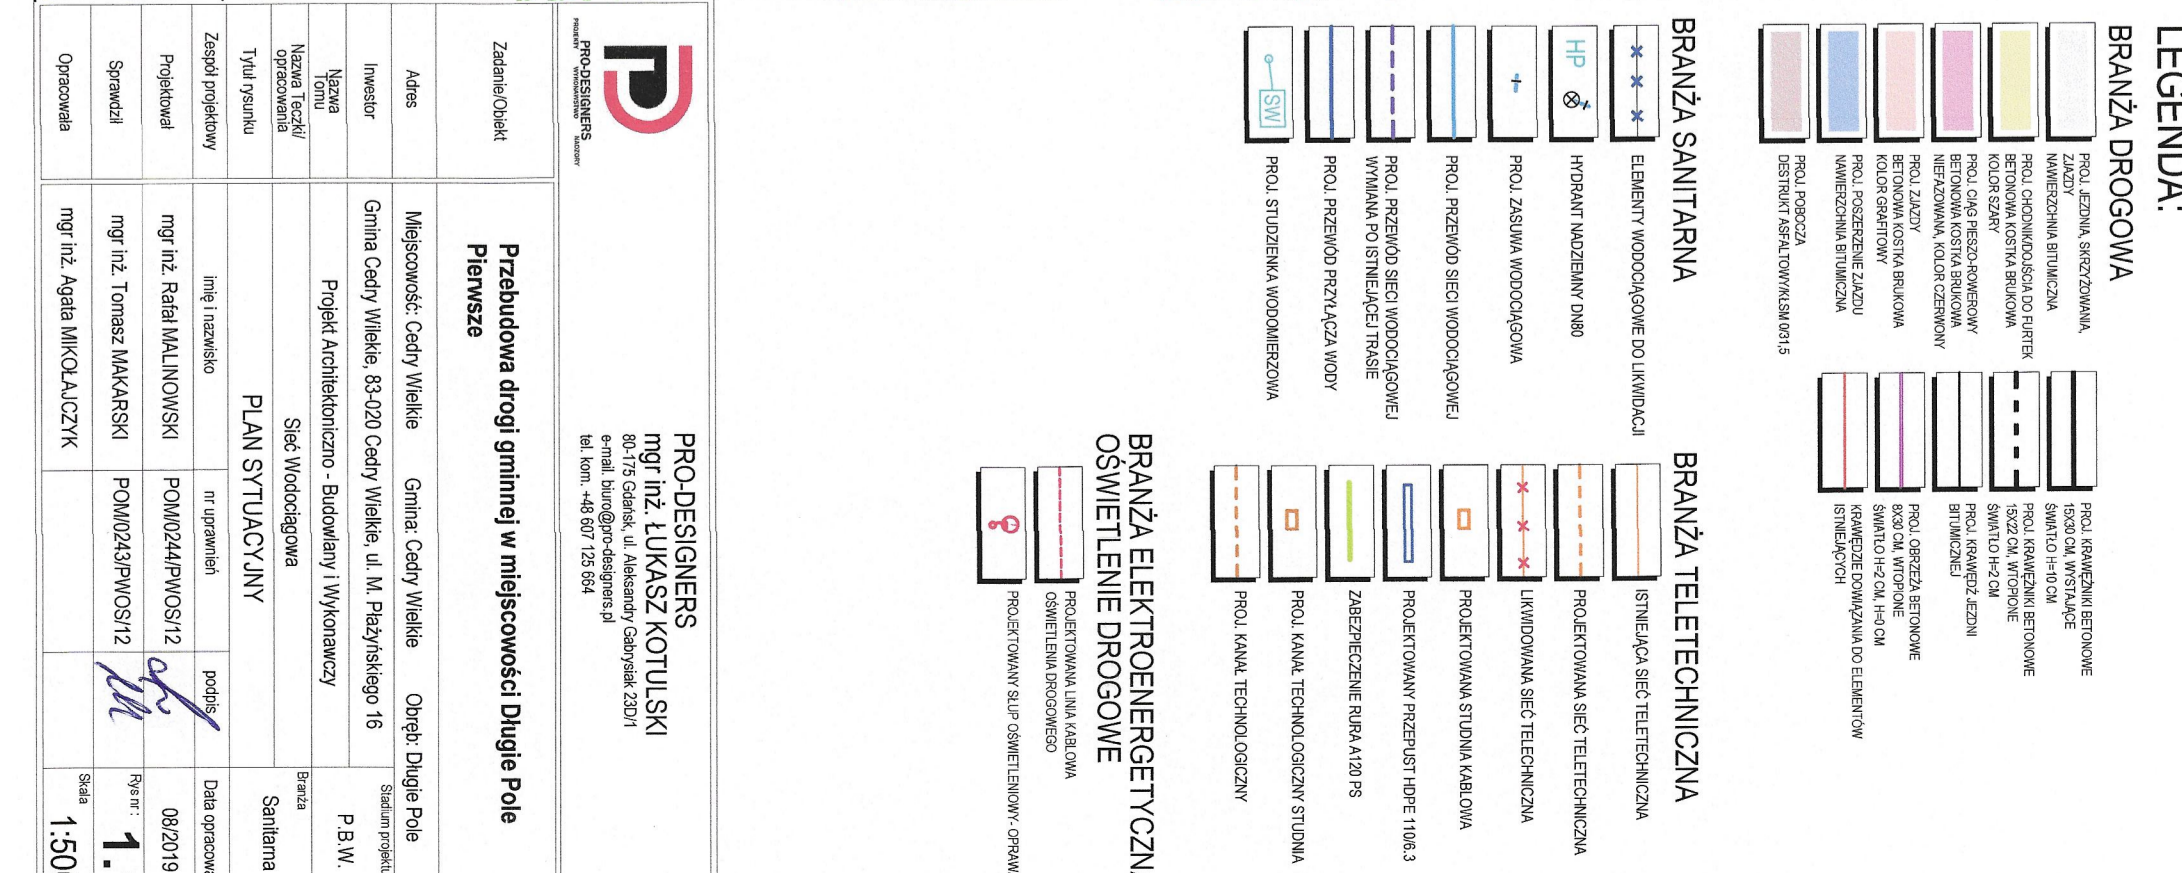 LEGENDA:
BRANŻA DROGOWA
PROJ. JEZDNIA, SKRZYŻOWANIA,
ZJAZDY
NAWIERZCHNIA BITUMICZNA
PROJ. CHODNIK/DOJŚCIA DO FURTEK
BETONOWA KOSTKA BRUKOWA
KOLOR SZARY
PROJ. CIĄG PIESZO-ROWEROWY
BETONOWA KOSTKA BRUKOWA
NIEFAZOWANA, KOLOR CZERWONY
PROJ. ZJAZDY
BETONOWA KOSTKA BRUKOWA
KOLOR GRAFITOWY
PROJ. POSZERZENIE ZJAZDU
NAWIERZCHNIA BITUMICZNA
PROJ. POBOCZA
DESTRUKT ASFALTOWY/KŁSM 0/31,5
PROJ. KRAWĘŻNIKI BETONOWE
15X30 CM, WYSTAJĄCE
ŚWIATŁO H=10 CM
PROJ. KRAWĘŻNIKI BETONOWE
15X22 CM, WTOPIONE
ŚWIATŁO H=2 CM
PROJ. KRAWĘDŹ JEZDNI
BITUMICZNEJ
PROJ. OBRZEŻA BETONOWE
8X30 CM, WTOPIONE
ŚWIATŁO H=2 CM, H=0 CM
KRAWĘDZIE DOWIĄZANIA DO ELEMENTÓW
ISTNIEJĄCYCH
BRANŻA SANITARNA
ELEMENTY WODOCIĄGOWE DO LIKWIDACJI
HP
HYDRANT NADZIEMNY DN80
PROJ. ZASUWA WODOCIĄGOWA
PROJ. PRZEWÓD SIECI WODOCIĄGOWEJ
PROJ. PRZEWÓD SIECI WODOCIĄGOWEJ
WYMIANA PO ISTNIEJĄCEJ TRASIE
PROJ. PRZEWÓD PRZYŁĄCZA WODY
SW
PROJ. STUDZIENKA WODOMIERZOWA
BRANŻA TELETECHNICZNA
ISTNIEJĄCA SIEĆ TELETECHNICZNA
PROJEKTOWANA SIEĆ TELETECHNICZNA
LIKWIDOWANA SIEĆ TELECHNICZNA
PROJEKTOWANA STUDNIA KABLOWA
PROJEKTOWANY PRZEPUST HDPE 110/6.3
ZABEZPIECZENIE RURA A120 PS
PROJ. KANAŁ TECHNOLOGICZNY STUDNIA
PROJ. KANAŁ TECHNOLOGICZNY
BRANŻA ELEKTROENERGETYCZN
OŚWIETLENIE DROGOWE
PROJEKTOWANA LINIA KABLOWA
OŚWIETLENIA DROGOWEGO
PROJEKTOWANY SŁUP OŚWIETLENIOWY - OPRAW
PRO-DESIGNERS
PROJEKTY WYKONAWSTWO NADZORY
PRO-DESIGNERS
mgr inż. ŁUKASZ KOTULSKI
80-175 Gdańsk, ul. Aleksandry Gabrysiak 23D/1
e-mail. biuro@pro-designers.pl
tel. kom. +48 607 125 664
Zadanie/Obiekt
Przebudowa drogi gminnej w miejscowości Długie Pole
Pierwsze
Adres
Miejscowość: Cedry Wielkie Gmina: Cedry Wielkie Obręb: Długie Pole
Inwestor
Gmina Cedry Wilekie, 83-020 Cedry Wielkie, ul. M. Płażyńskiego 16
Stadium projektu
P.B.W.
Nazwa
Tomu
Projekt Architektoniczno - Budowlany i Wykonawczy
Nazwa Teczki/
opracowania
Sieć Wodociągowa
Branża
Sanitarna
Tytuł rysunku
PLAN SYTUACYJNY
Zespół projektowy
imię i nazwisko
nr uprawnień
podpis
Data opracowa
Projektował
mgr inż. Rafał MALINOWSKI
POM/0244/PWOS/12
08/2019
Sprawdził
mgr inż. Tomasz MAKARSKI
POM/0243/PWOS/12
Rys nr :
1.
Opracowała
mgr inż. Agata MIKOŁAJCZYK
Skala
1:50